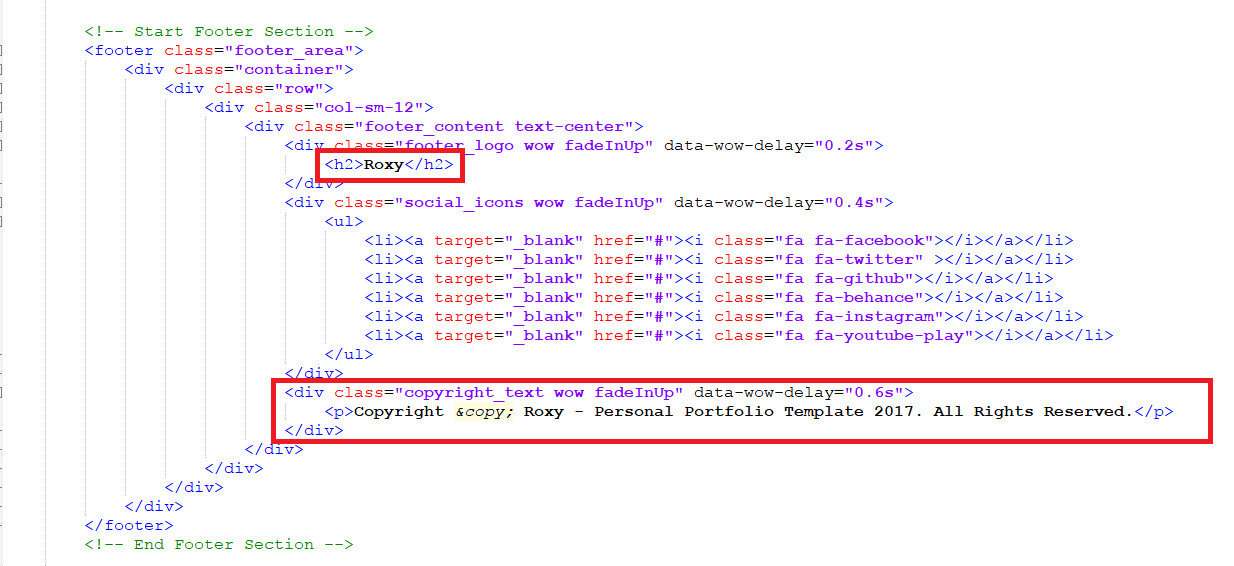 <!-- Start Footer Section -->
<footer class="footer_area">
<div class="container">
<div class="row">
<div class="col-sm-12">
<div class="footer_content text-center">
<div class="footer_logo wow fadeInUp" data-wow-delay="0.2s">
<h2>Roxy</h2>
</div>
<div class="social_icons wow fadeInUp" data-wow-delay="0.4s">
<ul>
<li><a target="_blank" href="#"><i class="fa fa-facebook"></i></a></li>
<li><a target="_blank" href="#"><i class="fa fa-twitter" ></i></a></li>
<li><a target="_blank" href="#"><i class="fa fa-github"></i></a></li>
<li><a target="_blank" href="#"><i class="fa fa-behance"></i></a></li>
<li><a target="_blank" href="#"><i class="fa fa-instagram"></i></a></li>
<li><a target="_blank" href="#"><i class="fa fa-youtube-play"></i></a></li>
</ul>
</div>
<div class="copyright_text wow fadeInUp" data-wow-delay="0.6s">
<p>Copyright &copy; Roxy - Personal Portfolio Template 2017. All Rights Reserved.</p>
</div>
</div>
</div>
</div>
</div>
</footer>
<!-- End Footer Section -->